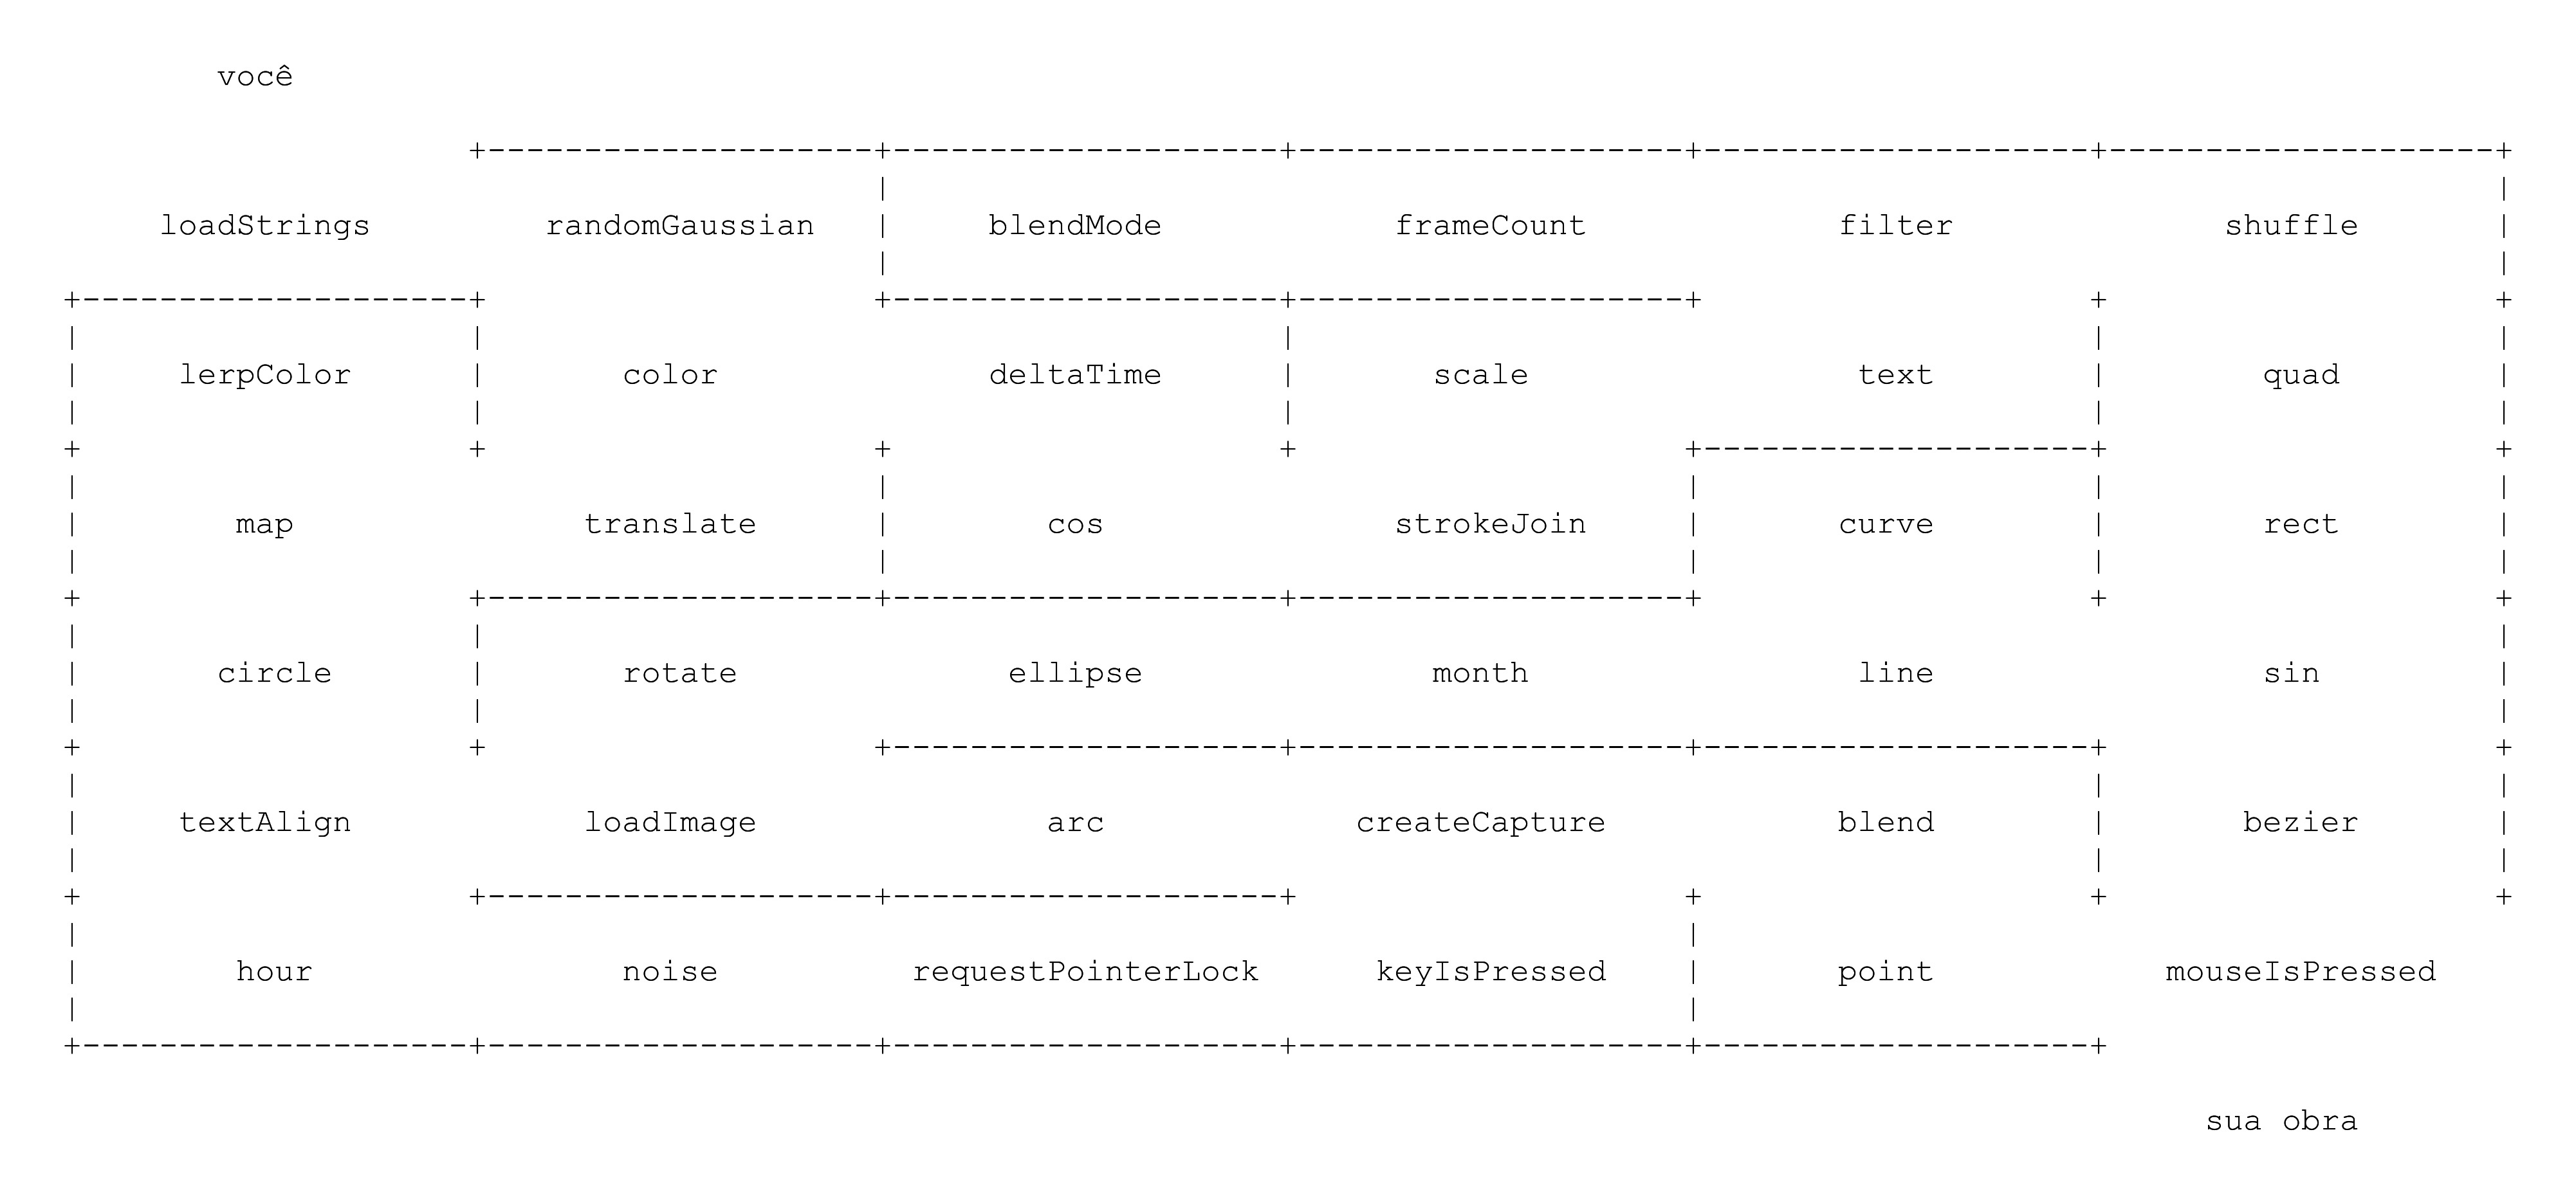 você
loadStrings randomGaussian blendMode frameCount filter shuffle
lerpColor color deltaTime scale text quad
map translate cos strokeJoin curve rect
circle rotate ellipse month line sin
textAlign loadImage arc createCapture blend bezier
hour noise requestPointerLock keyIsPressed point mouseIsPressed
sua obra